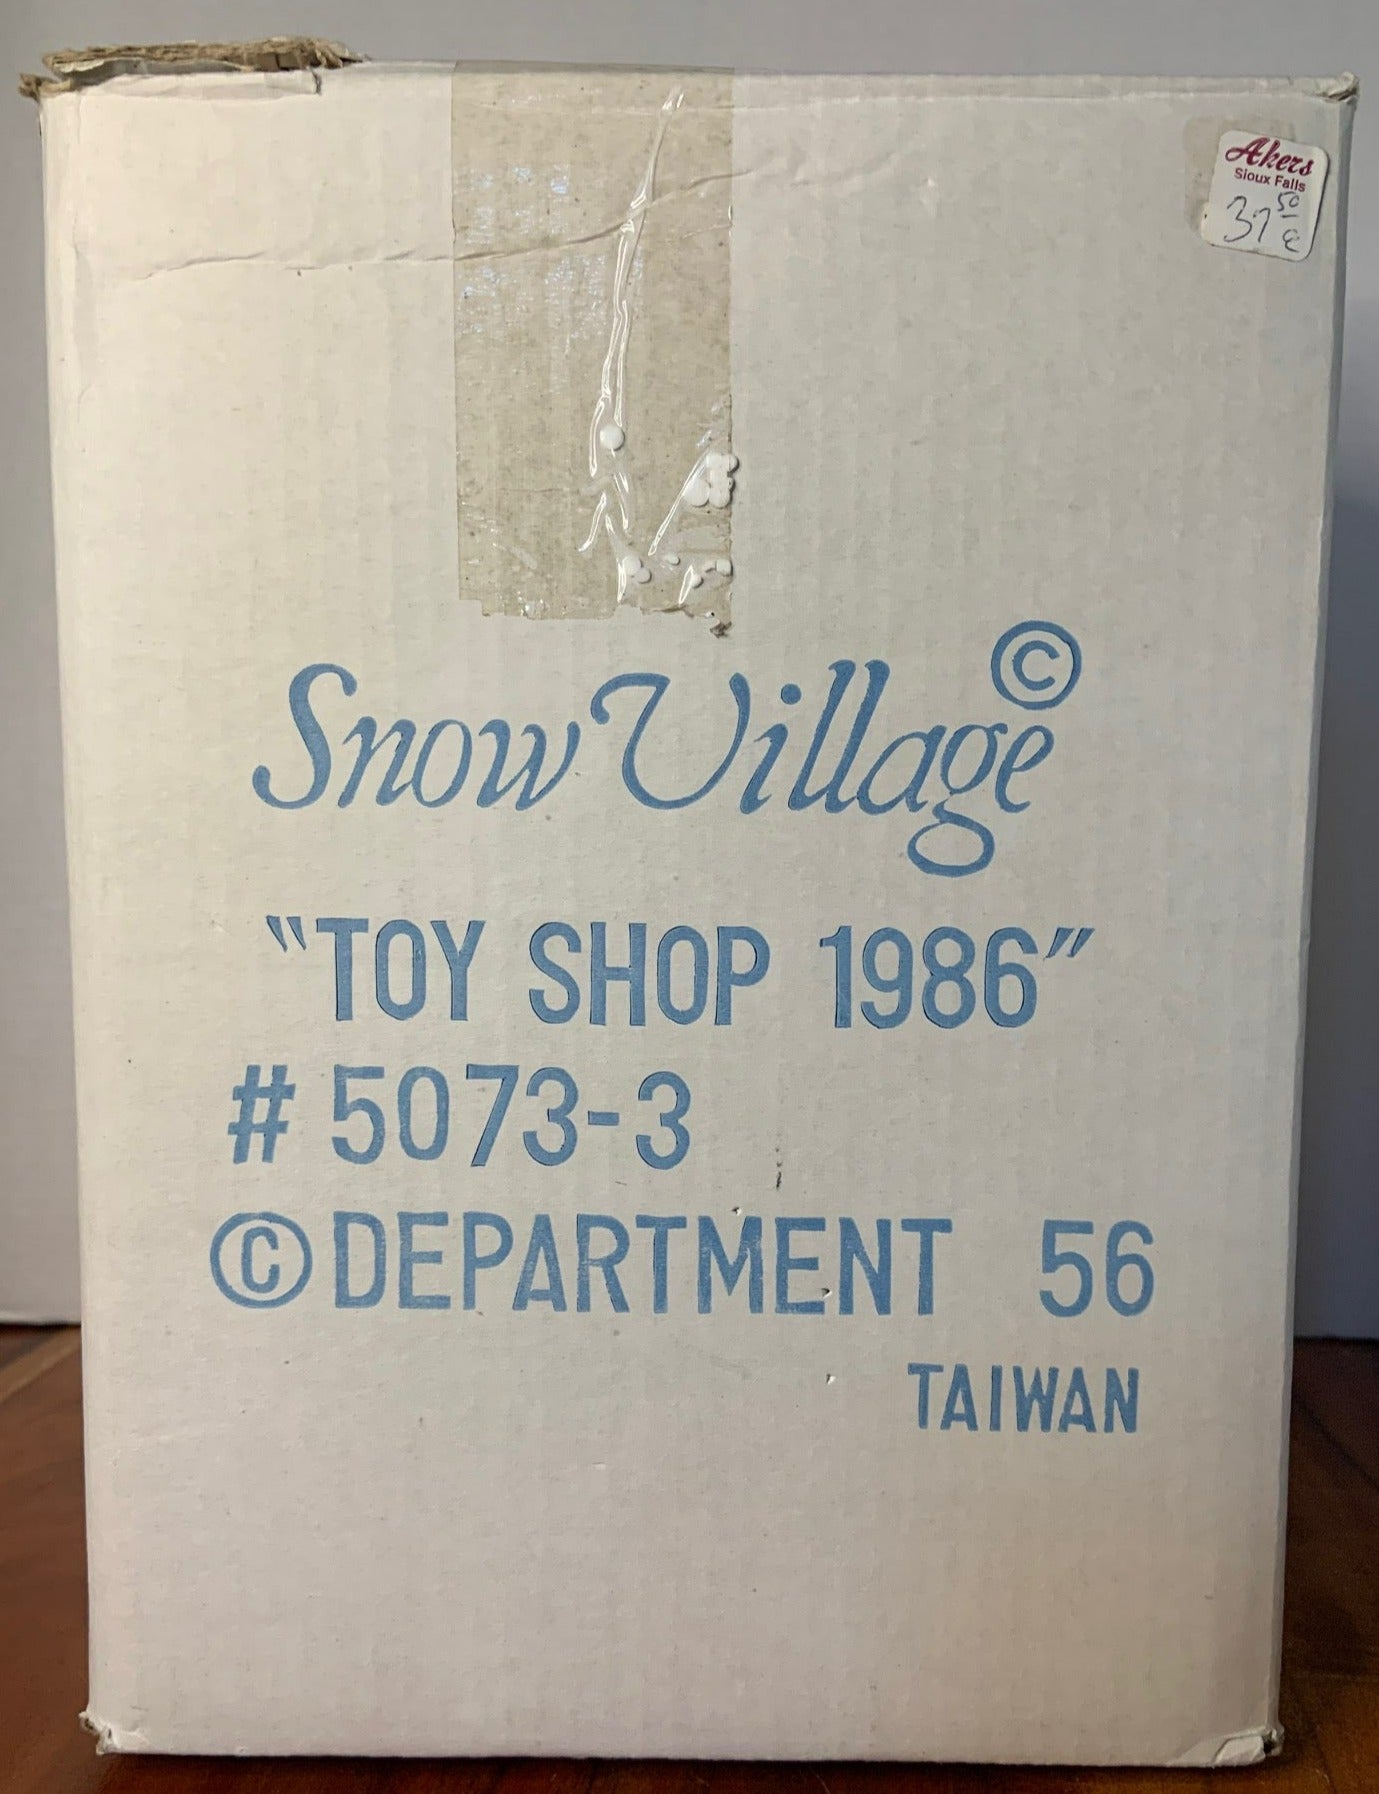 Akers
Sioux Falls
37 50
Snow Village ©
"TOY SHOP 1986"
# 5073-3
© DEPARTMENT 56
TAIWAN